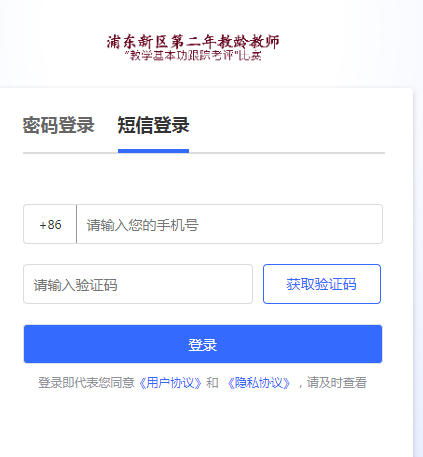 浦东新区第二年教龄教师
“教学基本功跟踪考评”比赛
密码登录 短信登录
+86 请输入您的手机号
请输入验证码 获取验证码
登录
登录即代表您同意《用户协议》和 《隐私协议》，请及时查看